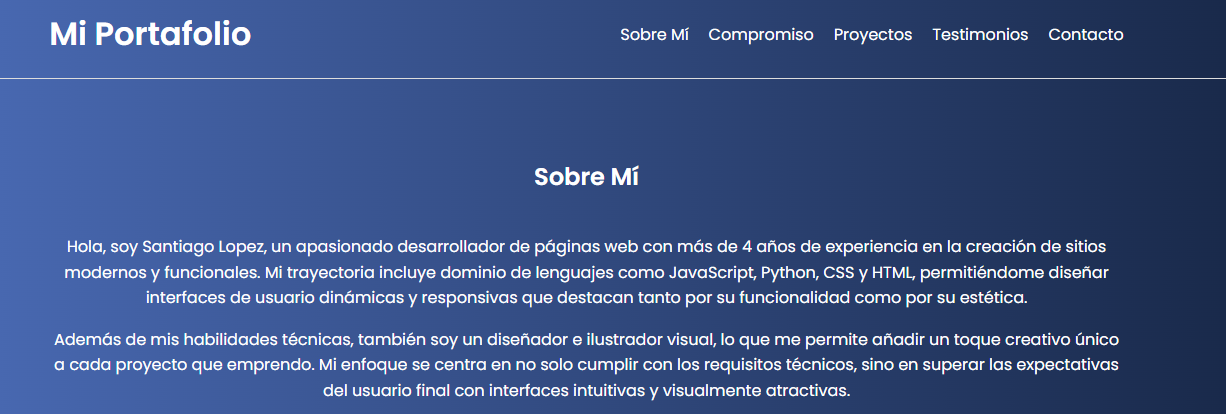 Mi Portafolio
Sobre Mí Compromiso Proyectos Testimonios Contacto
Sobre Mí
Hola, soy Santiago Lopez, un apasionado desarrollador de páginas web con más de 4 años de experiencia en la creación de sitios
modernos y funcionales. Mi trayectoria incluye dominio de lenguajes como JavaScript, Python, CSS y HTML, permitiéndome diseñar
interfaces de usuario dinámicas y responsivas que destacan tanto por su funcionalidad como por su estética.
Además de mis habilidades técnicas, también soy un diseñador e ilustrador visual, lo que me permite añadir un toque creativo único
a cada proyecto que emprendo. Mi enfoque se centra en no solo cumplir con los requisitos técnicos, sino en superar las expectativas
del usuario final con interfaces intuitivas y visualmente atractivas.